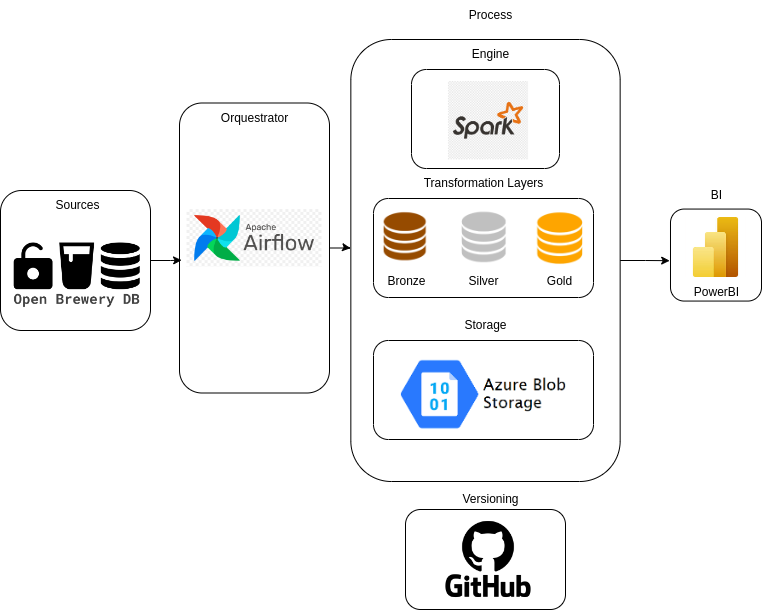 Process
Engine
Spark
Orquestrator
Apache
Airflow
Sources
Open Brewery DB
Transformation Layers
Bronze
Silver
Gold
Storage
10
01
Azure Blob
Storage
BI
PowerBI
Versioning
GitHub